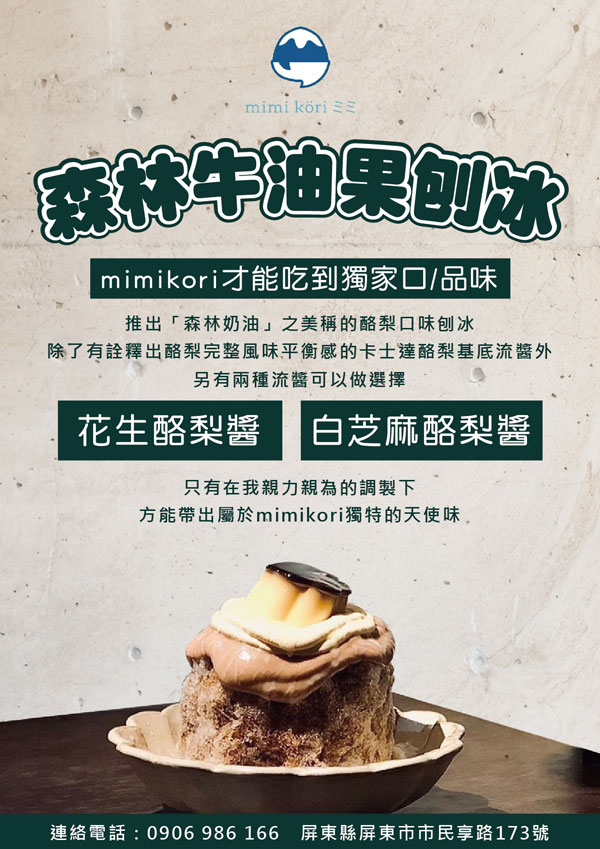 mimi köri ミミ
森林牛油果刨冰
mimikori才能吃到獨家口/品味
推出「森林奶油」之美稱的酪梨口味刨冰
除了有詮釋出酪梨完整風味平衡感的卡士達酪梨基底流醬外
另有兩種流醬可以做選擇
花生酪梨醬 白芝麻酪梨醬
只有在我親力親為的調製下
方能帶出屬於mimikori獨特的天使味
連絡電話：0906 986 166 屏東縣屏東市市民享路173號